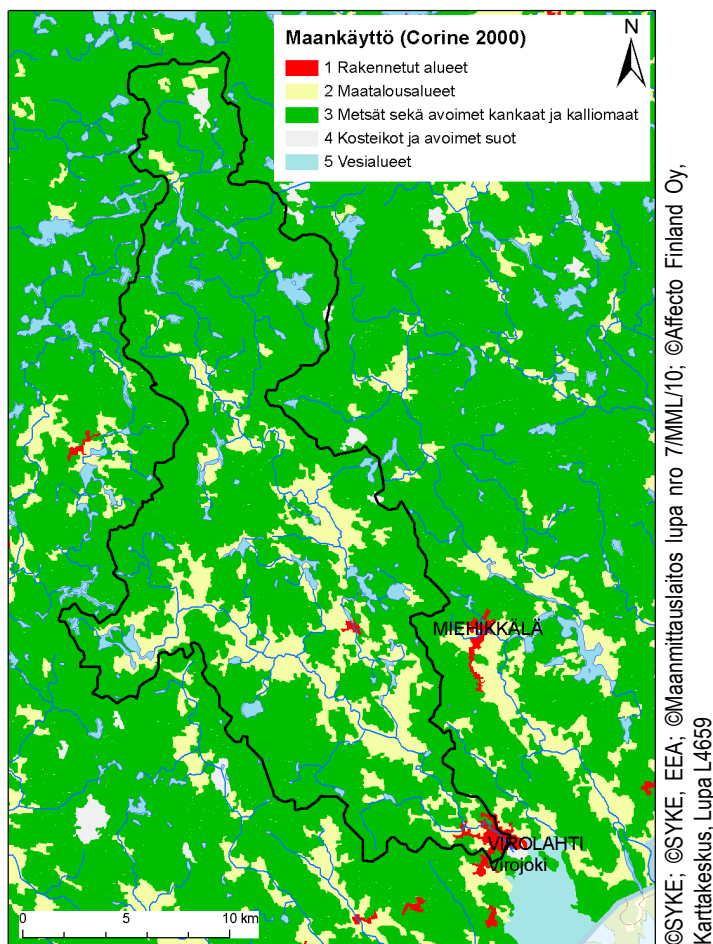 Maankäyttö (Corine 2000)
N
1 Rakennetut alueet
2 Maatalousalueet
3 Metsät sekä avoimet kankaat ja kalliomaat
4 Kosteikot ja avoimet suot
5 Vesialueet
MIEHIKKÄLÄ
VIROLAHTI
Virojoki
0 5 10 km
©SYKE; ©SYKE, EEA; ©Maanmittauslaitos lupa nro 7/MML/10; ©Affecto Finland Oy,
Karttakeskus, Lupa L4659